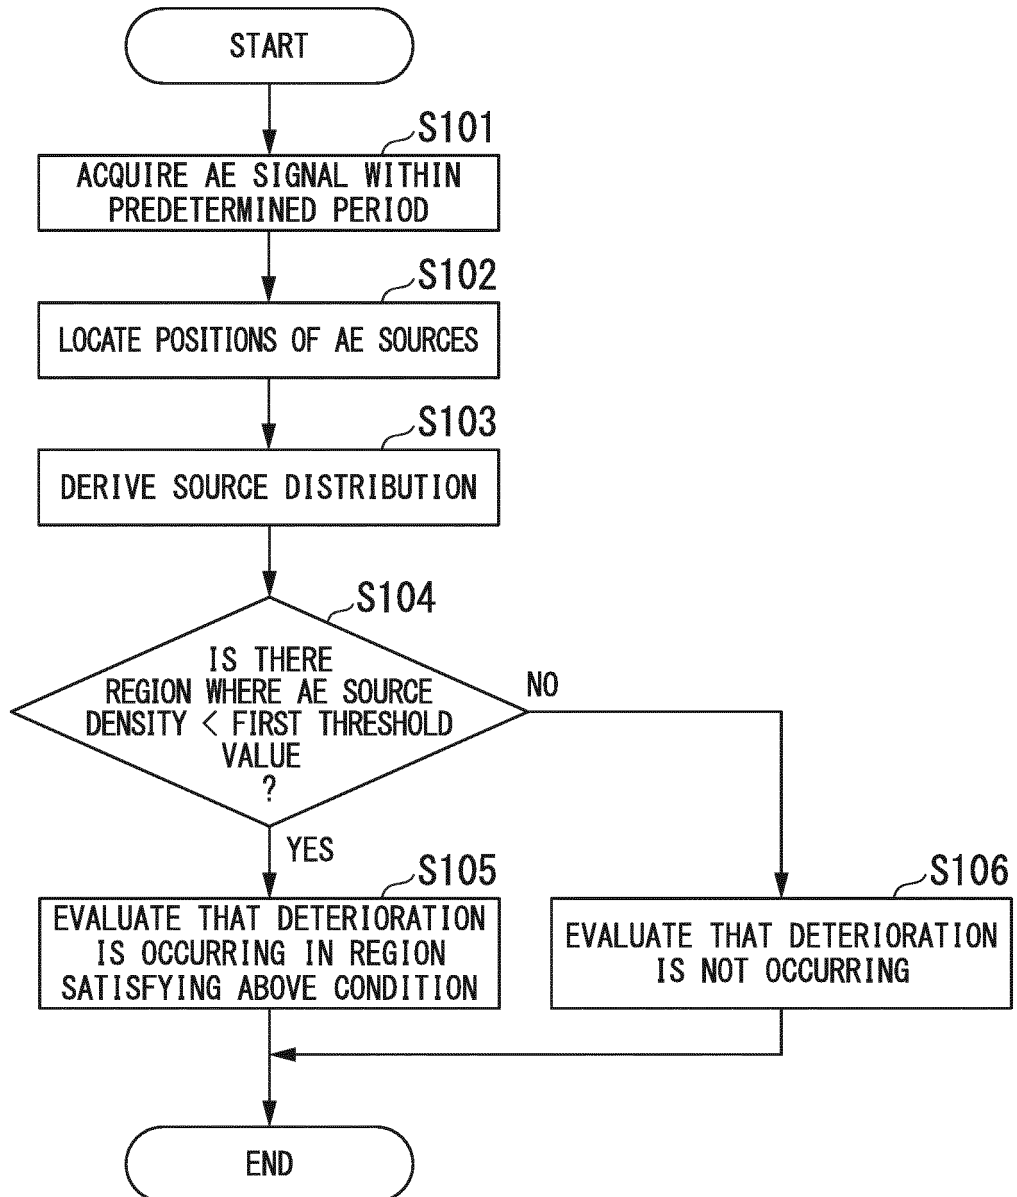 START
S101
ACQUIRE AE SIGNAL WITHIN
PREDETERMINED PERIOD
S102
LOCATE POSITIONS OF AE SOURCES
S103
DERIVE SOURCE DISTRIBUTION
S104
IS THERE
REGION WHERE AE SOURCE
DENSITY < FIRST THRESHOLD
VALUE
?
NO
YES
S105
EVALUATE THAT DETERIORATION
IS OCCURRING IN REGION
SATISFYING ABOVE CONDITION
S106
EVALUATE THAT DETERIORATION
IS NOT OCCURRING
END